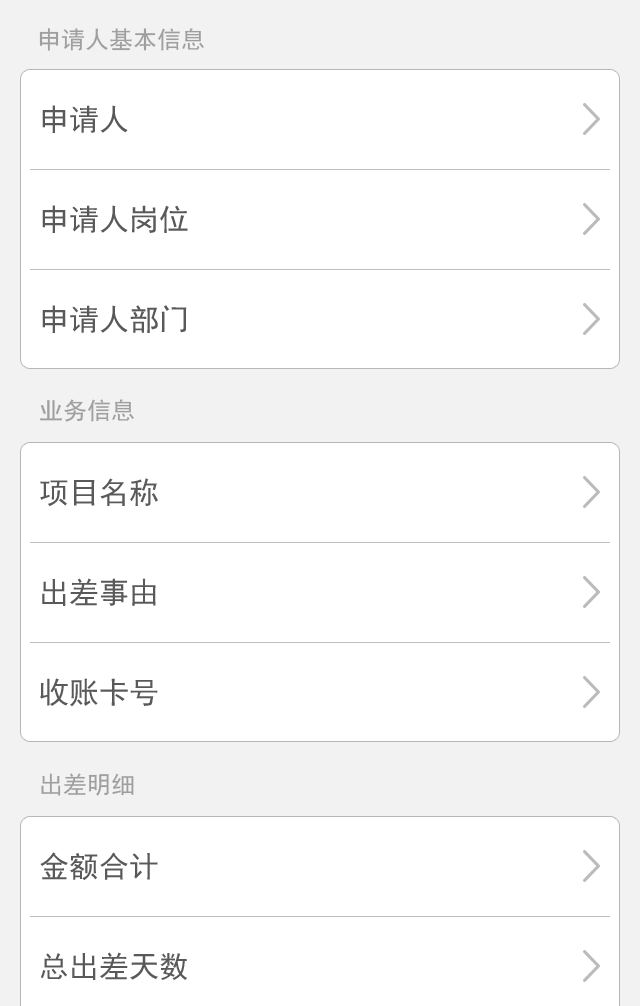 申请人基本信息
申请人
申请人岗位
申请人部门
业务信息
项目名称
出差事由
收账卡号
出差明细
金额合计
总出差天数